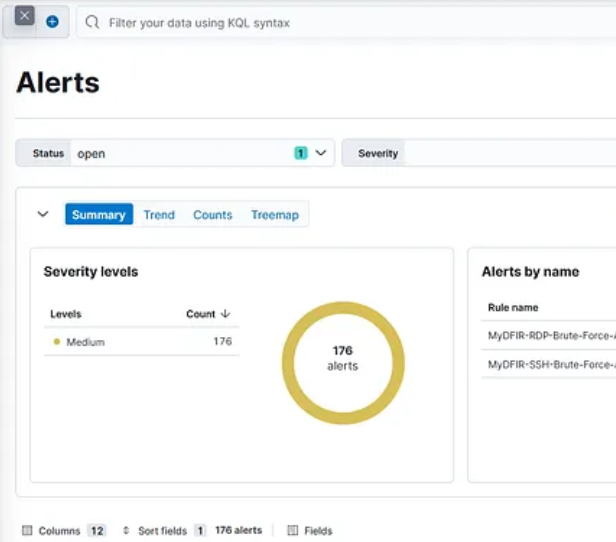 Filter your data using KQL syntax
Alerts
Status open 1 Severity
Summary Trend Counts Treemap
Severity levels
Levels Count
Medium 176
176
alerts
Alerts by name
Rule name
MyDFIR-RDP-Brute-Force-
MyDFIR-SSH-Brute-Force-
Columns 12 Sort fields 1 176 alerts Fields